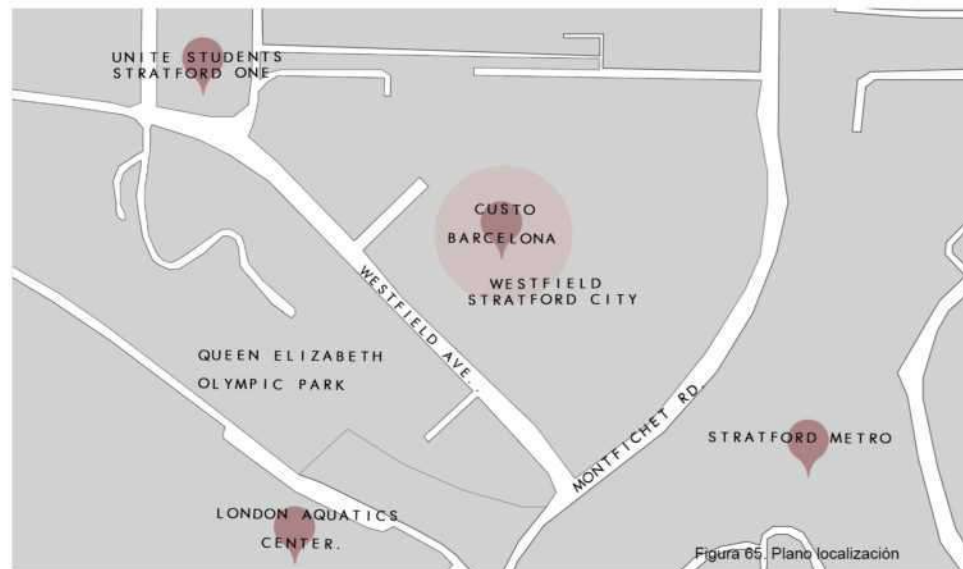 UNITE STUDENTS
STRATFORD ONE
CUSTO
BARCELONA
WESTFIELD
STRATFORD CITY
WESTFIELD AVE..
QUEEN ELIZABETH
OLYMPIC PARK
MONTFICHET RD.
STRATFORD METRO
LONDON AQUATICS
CENTER.
Figura 65. Plano localización